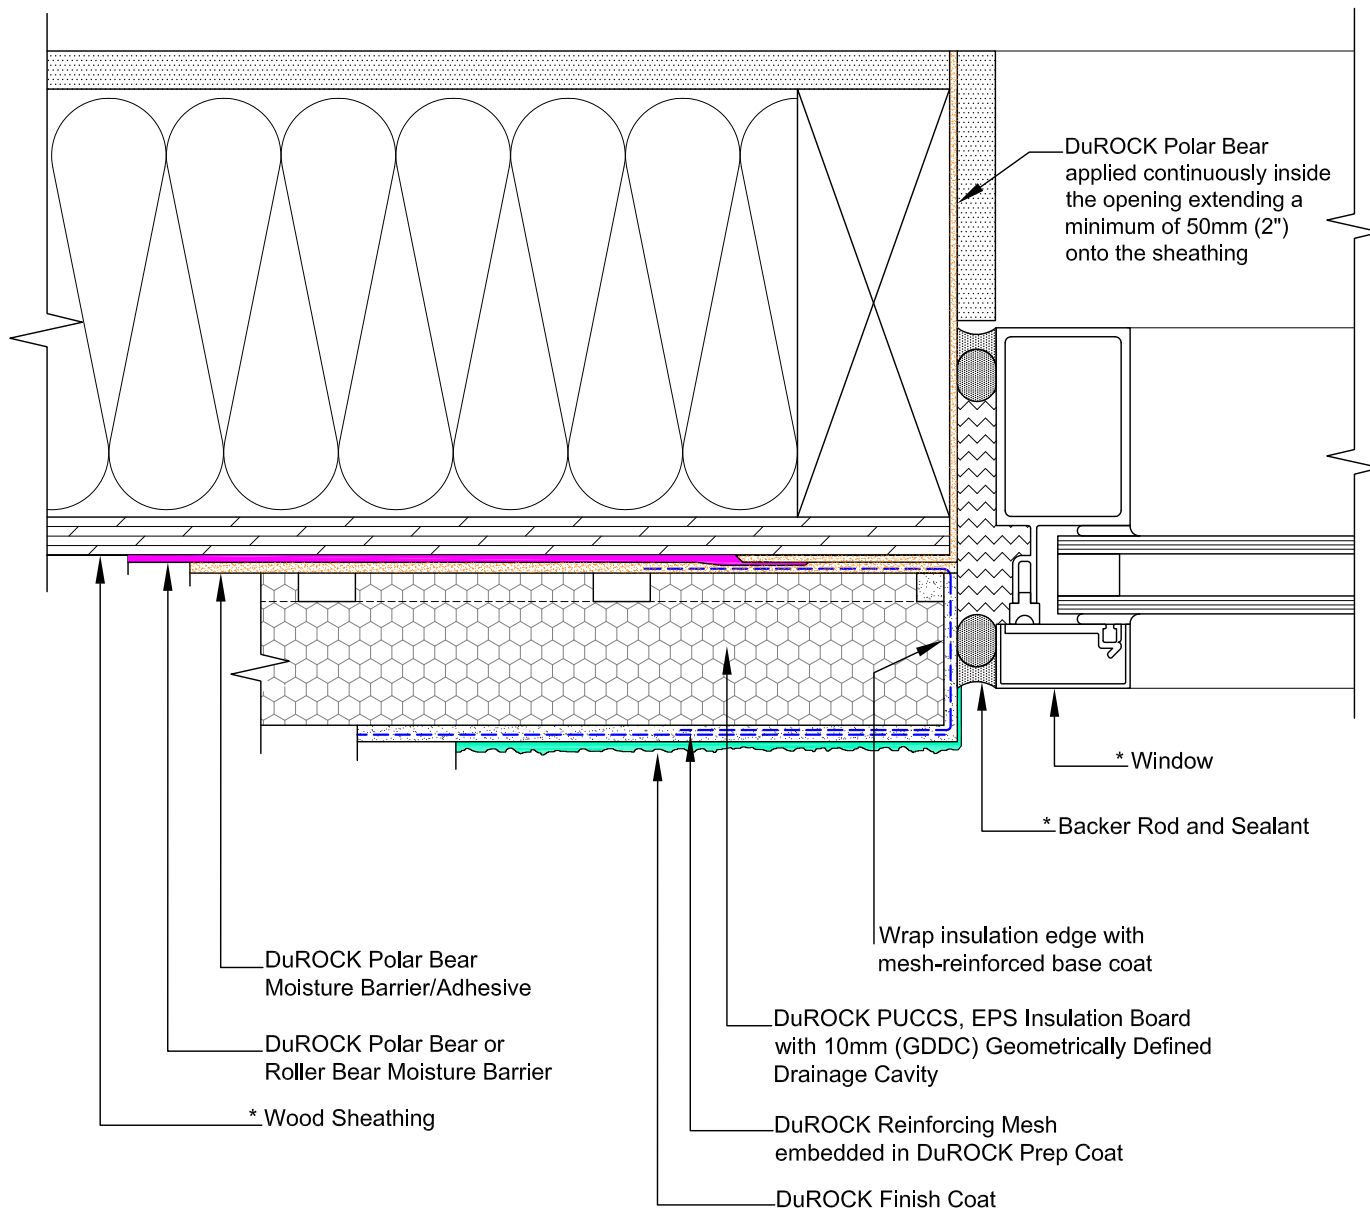 DuROCK Polar Bear
applied continuously inside
the opening extending a
minimum of 50mm (2")
onto the sheathing
* Window
* Backer Rod and Sealant
Wrap insulation edge with
mesh-reinforced base coat
DuROCK Polar Bear
Moisture Barrier/Adhesive
DuROCK PUCCS, EPS Insulation Board
with 10mm (GDDC) Geometrically Defined
Drainage Cavity
DuROCK Polar Bear or
Roller Bear Moisture Barrier
* Wood Sheathing
DuROCK Reinforcing Mesh
embedded in DuROCK Prep Coat
DuROCK Finish Coat